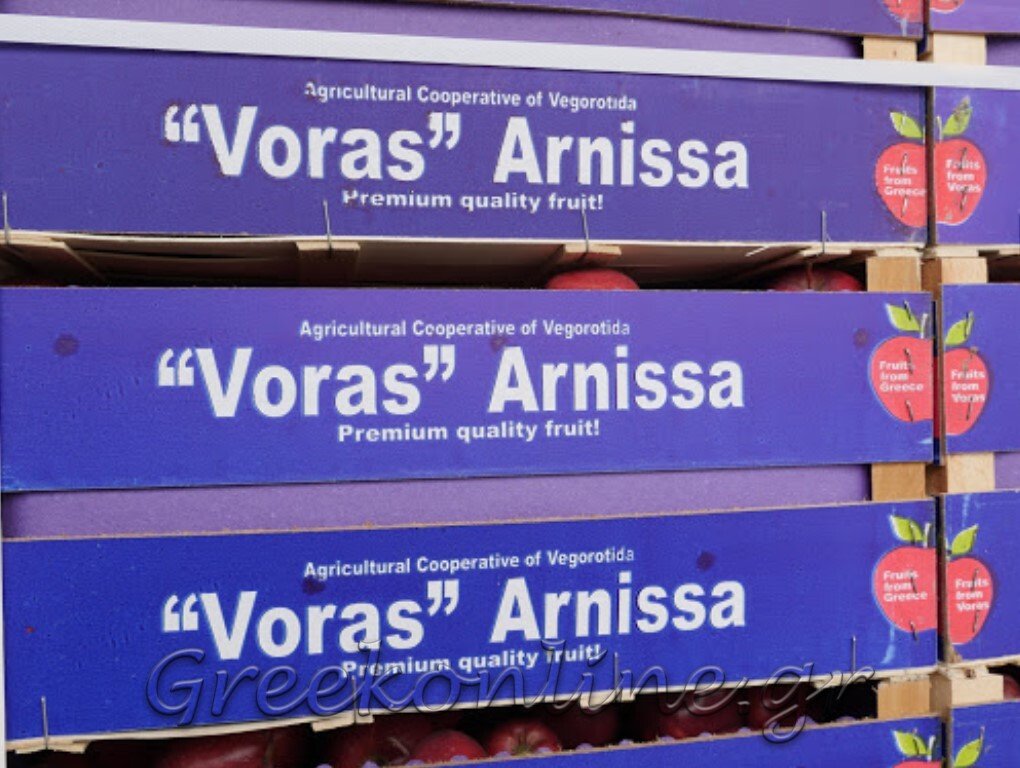 Agricultural Cooperative of Vegorotida
“Voras” Arnissa
Premium quality fruit!
Fruits
from
Greece
Fruits
from
Voras
Agricultural Cooperative of Vegorotida
“Voras” Arnissa
Premium quality fruit!
Fruits
from
Greece
Fruits
from
Voras
Agricultural Cooperative of Vegorotida
“Voras” Arnissa
Premium quality fruit!
Fruits
from
Greece
Fruits
from
Voras
Greekonline.gr